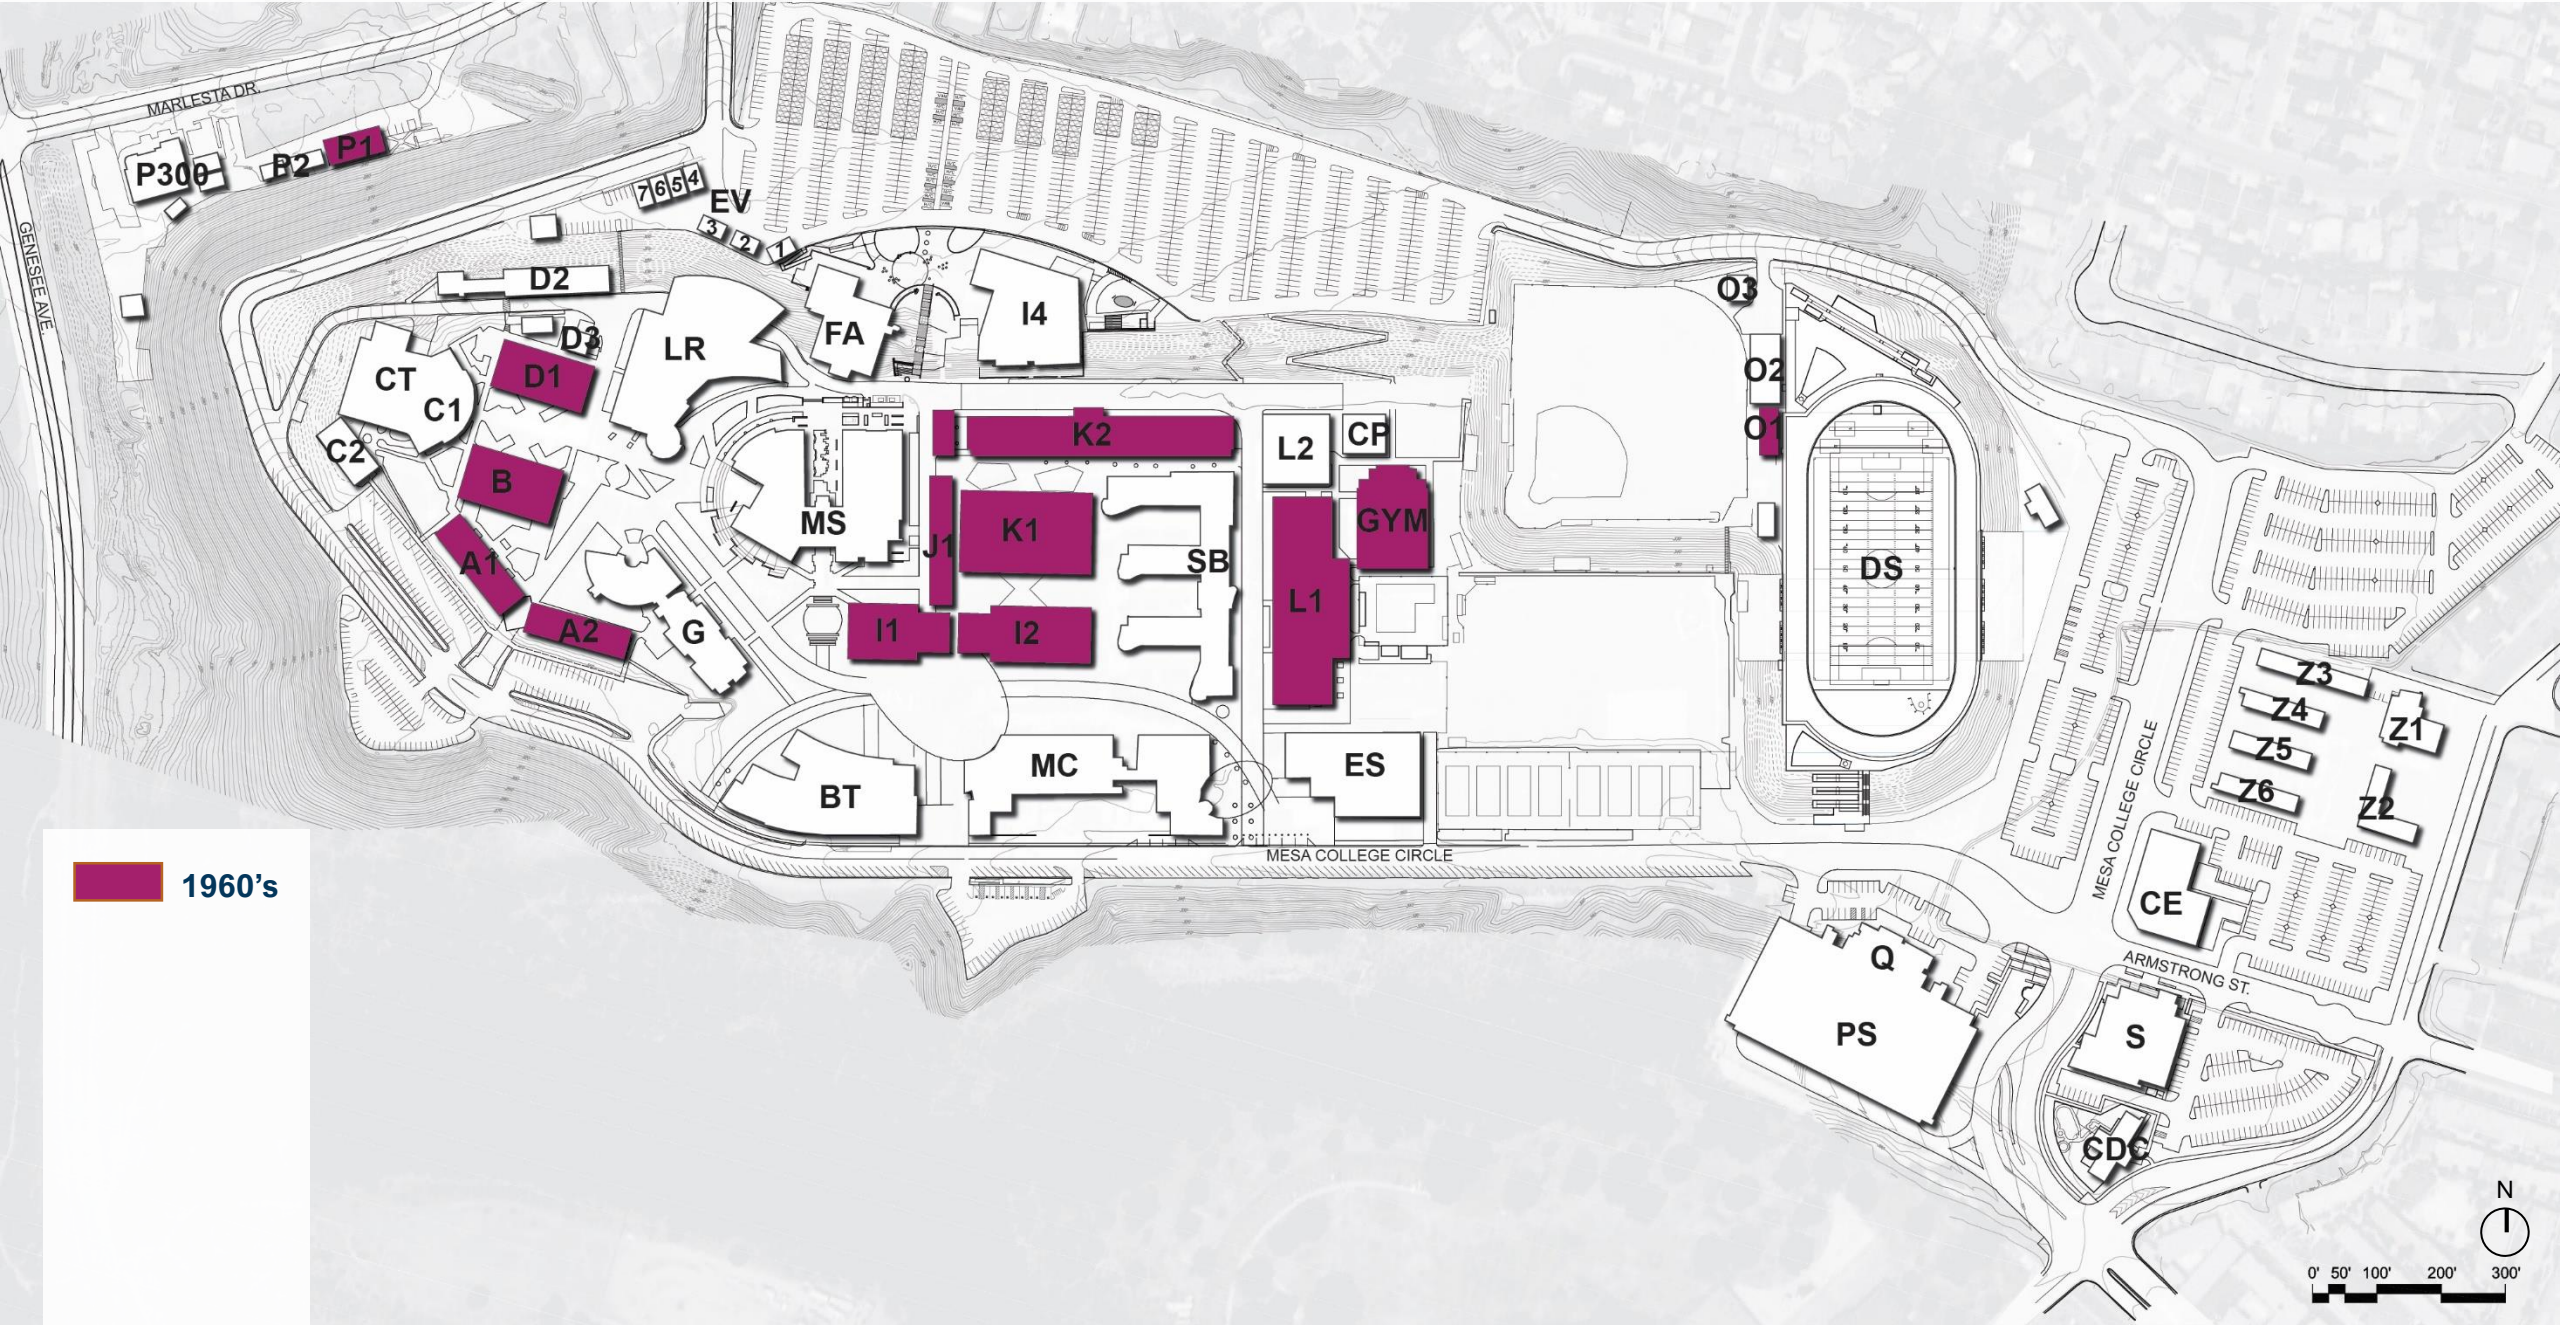 MARLESTA DR.
P300
P2
P1
GENESEE AVE.
7 6 5 4
EV
3
2
1
D2
D3
D1
LR
FA
I4
CT
C1
C2
B
A1
A2
G
MS
K2
J1
K1
I1
I2
SB
L2
CP
GYM
L1
O3
O2
O1
DS
BT
MC
ES
MESA COLLEGE CIRCLE
MESA COLLEGE CIRCLE
Z3
Z4
Z5
Z6
Z1
Z2
CE
ARMSTRONG ST.
Q
PS
S
CDC
1960’s
N
0' 50' 100' 200' 300'